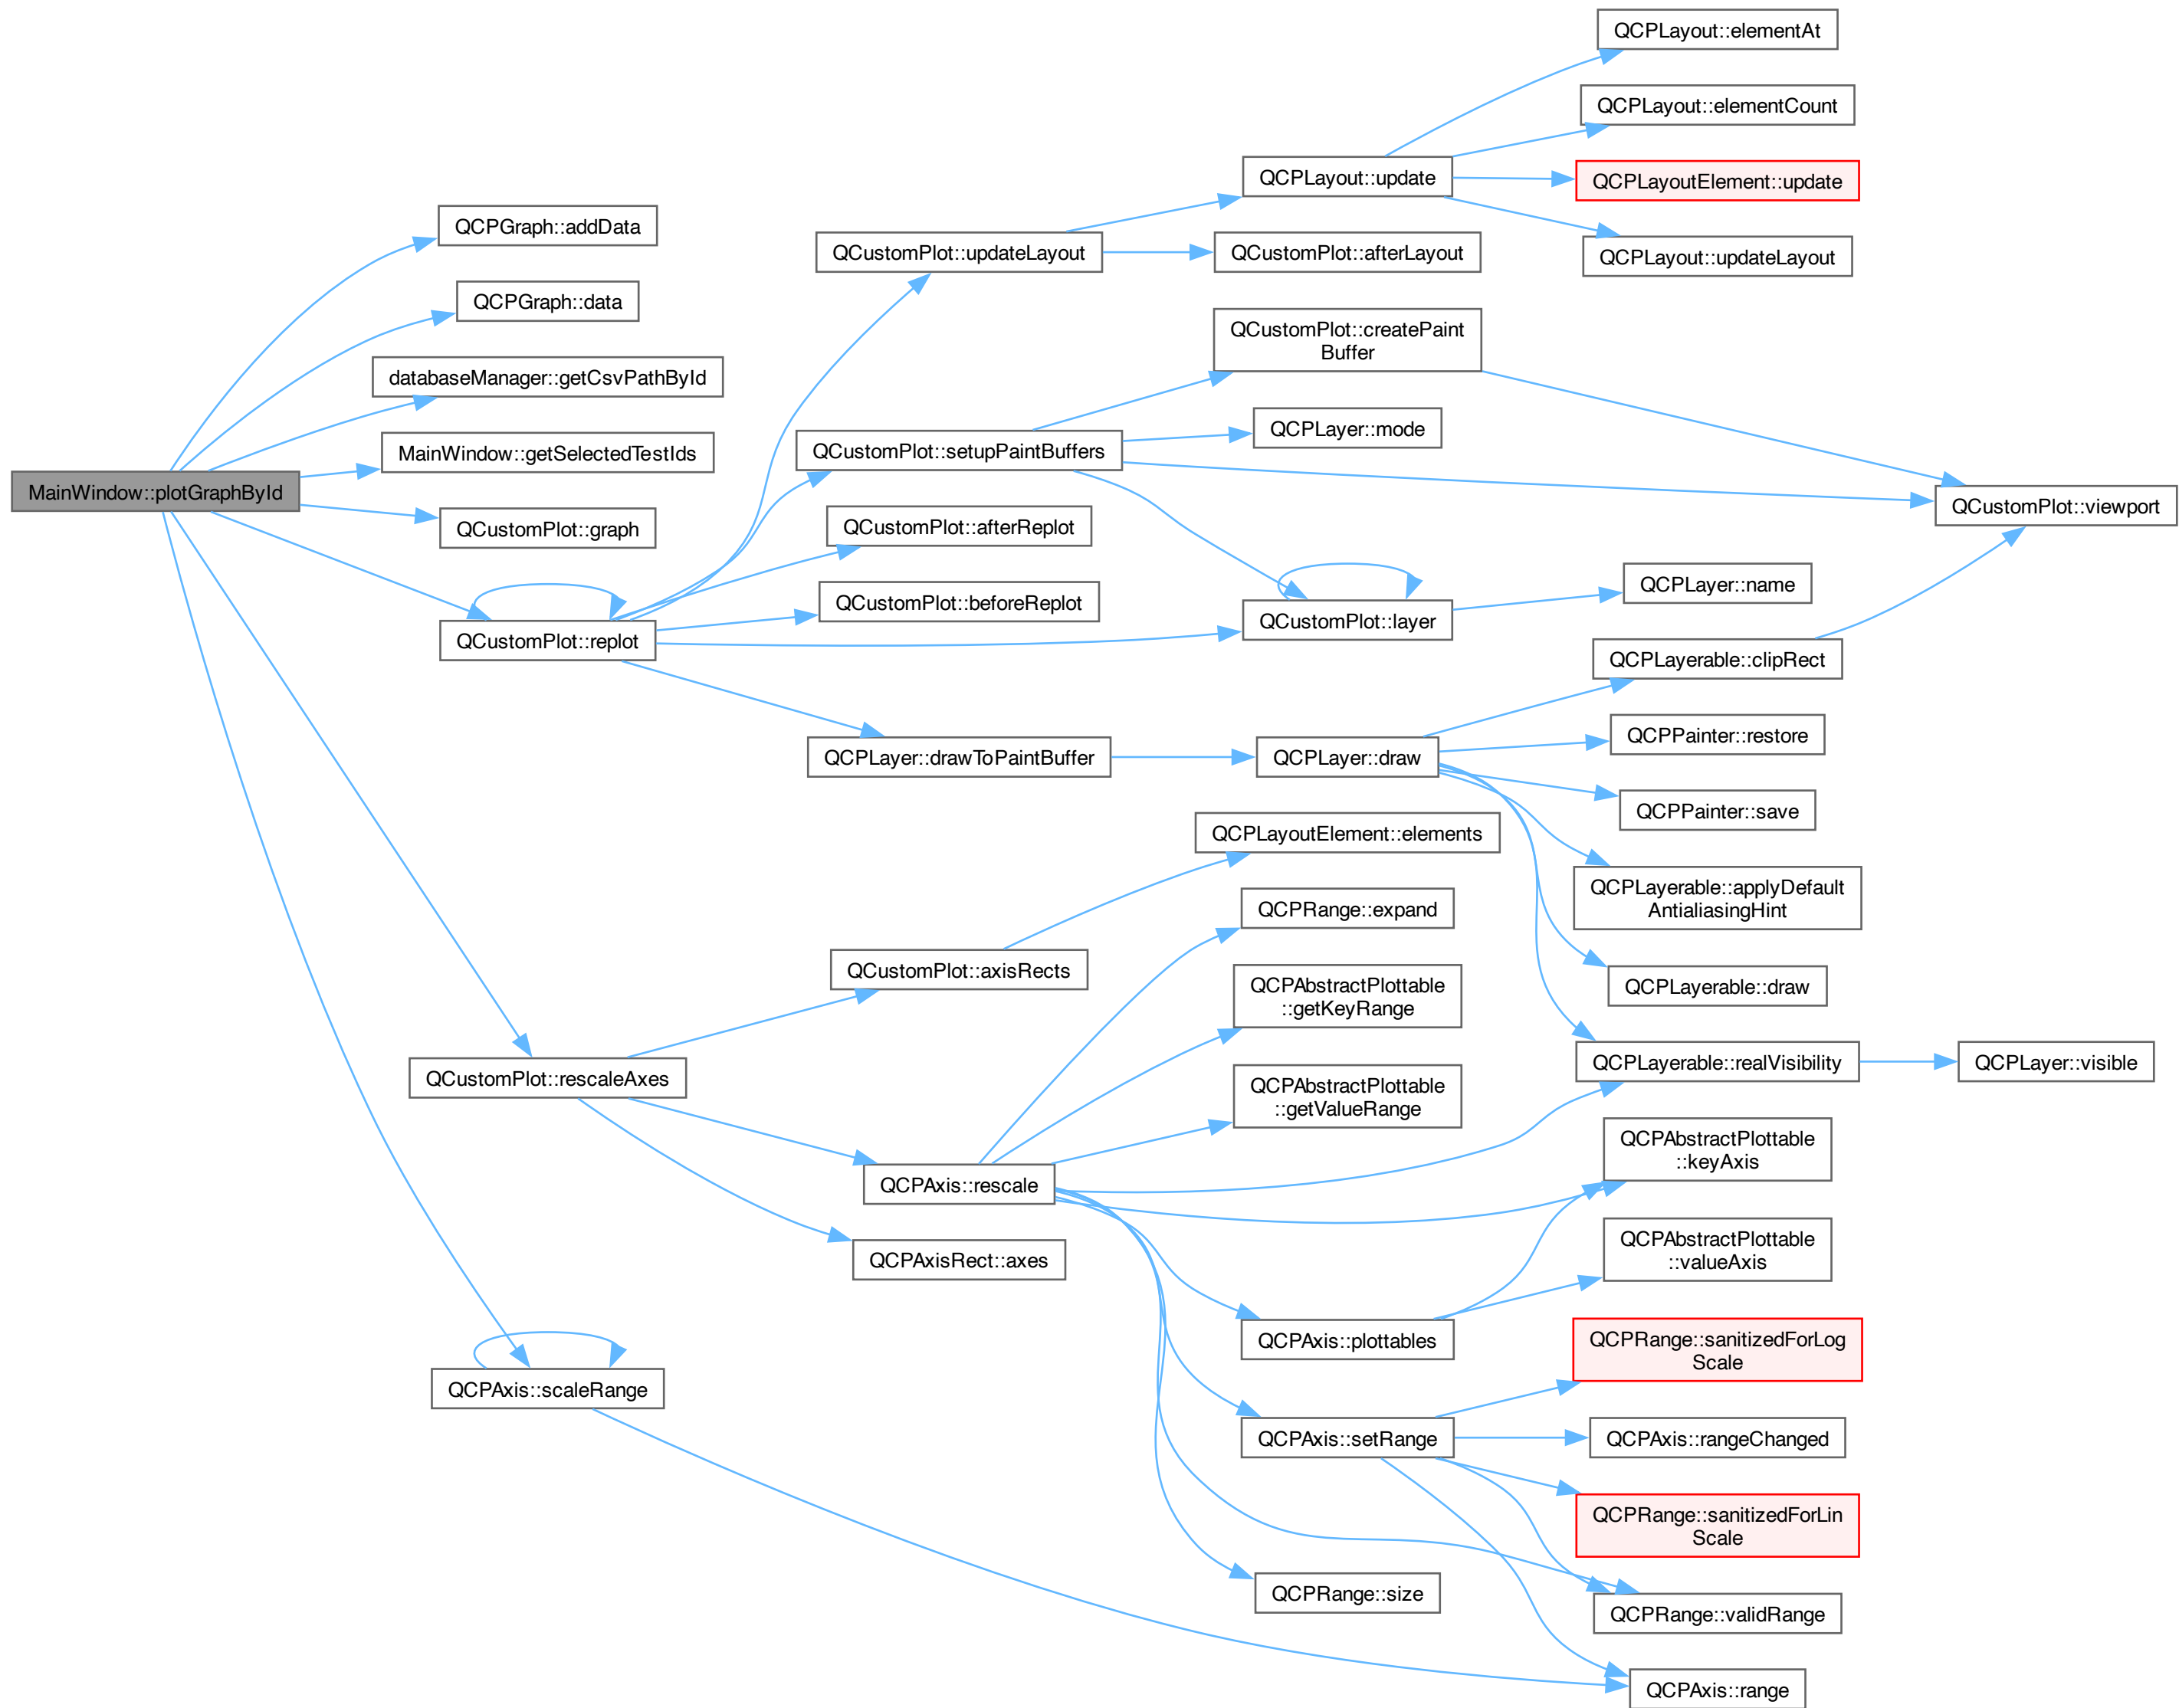 QCPLayout::elementAt
QCPLayout::elementCount
QCPLayout::update
QCPLayoutElement::update
QCPGraph::addData
QCustomPlot::updateLayout
QCustomPlot::afterLayout
QCPLayout::updateLayout
QCPGraph::data
QCustomPlot::createPaint
Buffer
databaseManager::getCsvPathById
QCPLayer::mode
MainWindow::getSelectedTestIds
QCustomPlot::setupPaintBuffers
MainWindow::plotGraphById
QCustomPlot::viewport
QCustomPlot::graph
QCustomPlot::afterReplot
QCPLayer::name
QCustomPlot::beforeReplot
QCustomPlot::layer
QCustomPlot::replot
QCPLayerable::clipRect
QCPPainter::restore
QCPLayer::drawToPaintBuffer
QCPLayer::draw
QCPPainter::save
QCPLayoutElement::elements
QCPLayerable::applyDefault
AntialiasingHint
QCPRange::expand
QCustomPlot::axisRects
QCPLayerable::draw
QCPAbstractPlottable
::getKeyRange
QCustomPlot::rescaleAxes
QCPLayerable::realVisibility
QCPLayer::visible
QCPAbstractPlottable
::getValueRange
QCPAbstractPlottable
::keyAxis
QCPAxis::rescale
QCPAxisRect::axes
QCPAbstractPlottable
::valueAxis
QCPAxis::plottables
QCPRange::sanitizedForLog
Scale
QCPAxis::scaleRange
QCPAxis::setRange
QCPAxis::rangeChanged
QCPRange::sanitizedForLin
Scale
QCPRange::size
QCPRange::validRange
QCPAxis::range